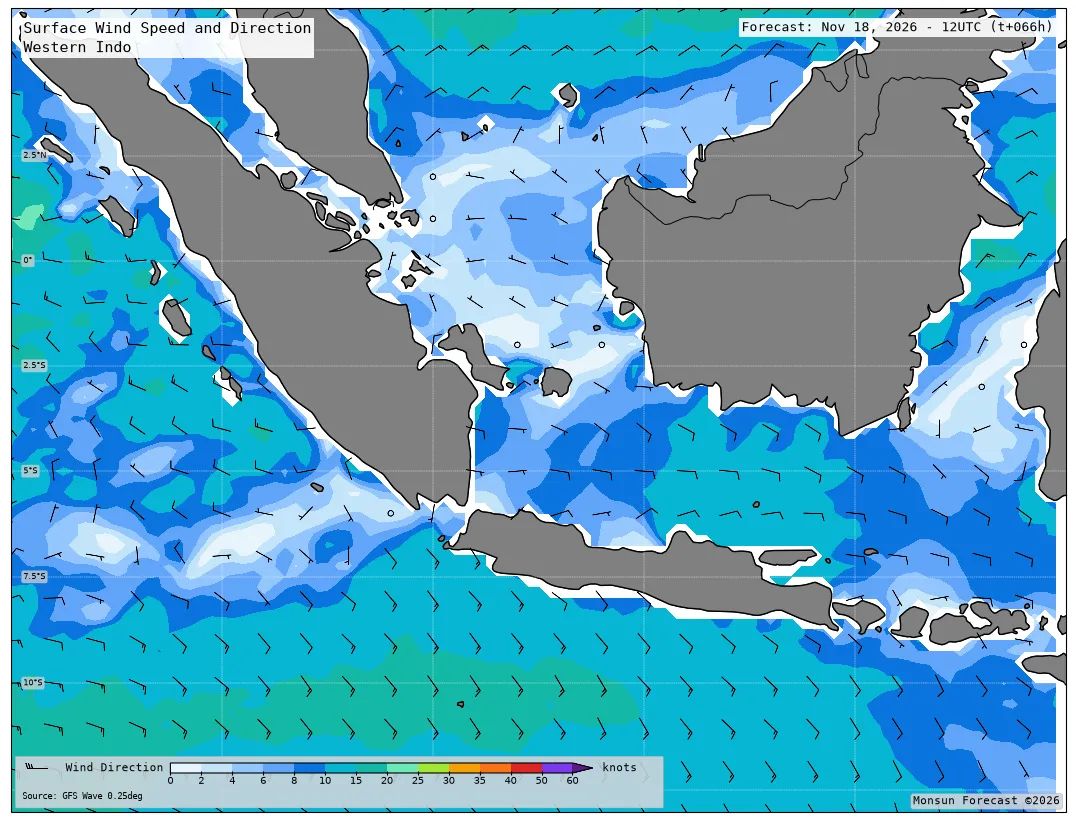 Surface Wind Speed and Direction
Western Indo
Forecast: Nov 18, 2026 - 12UTC (t+066h)
2.5°N
0°
2.5°S
5°S
7.5°S
10°S
Wind Direction
0 2 4 6 8 10 15 20 25 30 35 40 50 60
knots
Source: GFS Wave 0.25deg
Monsun Forecast ©2026